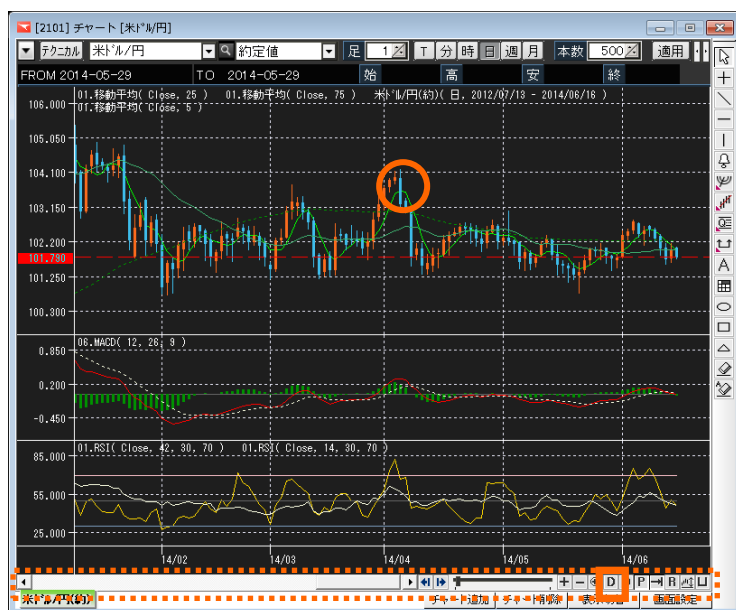 [2101] チャート [米ドル/円]
テクニカル 米ドル/円 約定値 足 1 T 分 時 日 週 月 本数 500 適用
FROM 2014-05-29 TO 2014-05-29 始 高 安 終
01.移動平均( Close, 25 ) 01.移動平均( Close, 75 ) 米ドル/円(約)( 日, 2012/07/13 - 2014/06/16 )
01.移動平均( Close, 5 )
106.000
105.050
104.100
103.150
102.200
101.790
101.250
100.300
06.MACD( 12, 26, 9 )
0.850
0.200
-0.450
01.RSI( Close, 42, 30, 70 ) 01.RSI( Close, 14, 30, 70 )
85.000
55.000
25.000
14/02 14/03 14/04 14/05 14/06
D P R
米ドル/円(約) チャート追加 チャート削除 画面設定